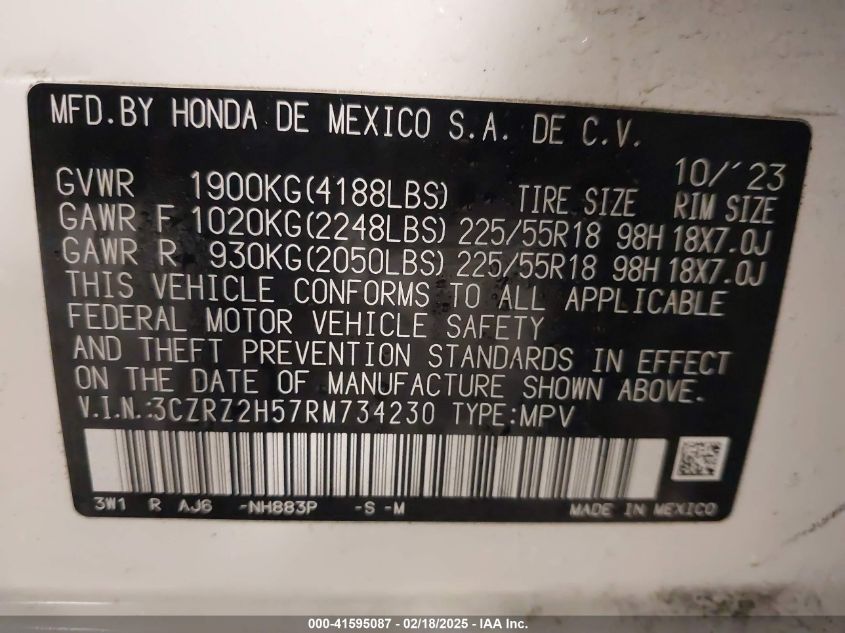 MFD.BY HONDA DE MEXICO S.A. DE C.V.
10/'23
GVWR 1900KG(4188LBS) TIRE SIZE RIM SIZE
GAWR F 1020KG(2248LBS) 225/55R18 98H 18X7.0J
GAWR R 930KG(2050LBS) 225/55R18 98H 18X7.0J
THIS VEHICLE CONFORMS TO ALL APPLICABLE
FEDERAL MOTOR VEHICLE SAFETY
AND THEFT PREVENTION STANDARDS IN EFFECT
ON THE DATE OF MANUFACTURE SHOWN ABOVE.
V.I.N.:3CZRZ2H57RM734230 TYPE:MPV
3W1 R AJ6 -NH883P -S -M MADE IN MEXICO
000-41595087 - 02/18/2025 - IAA Inc.